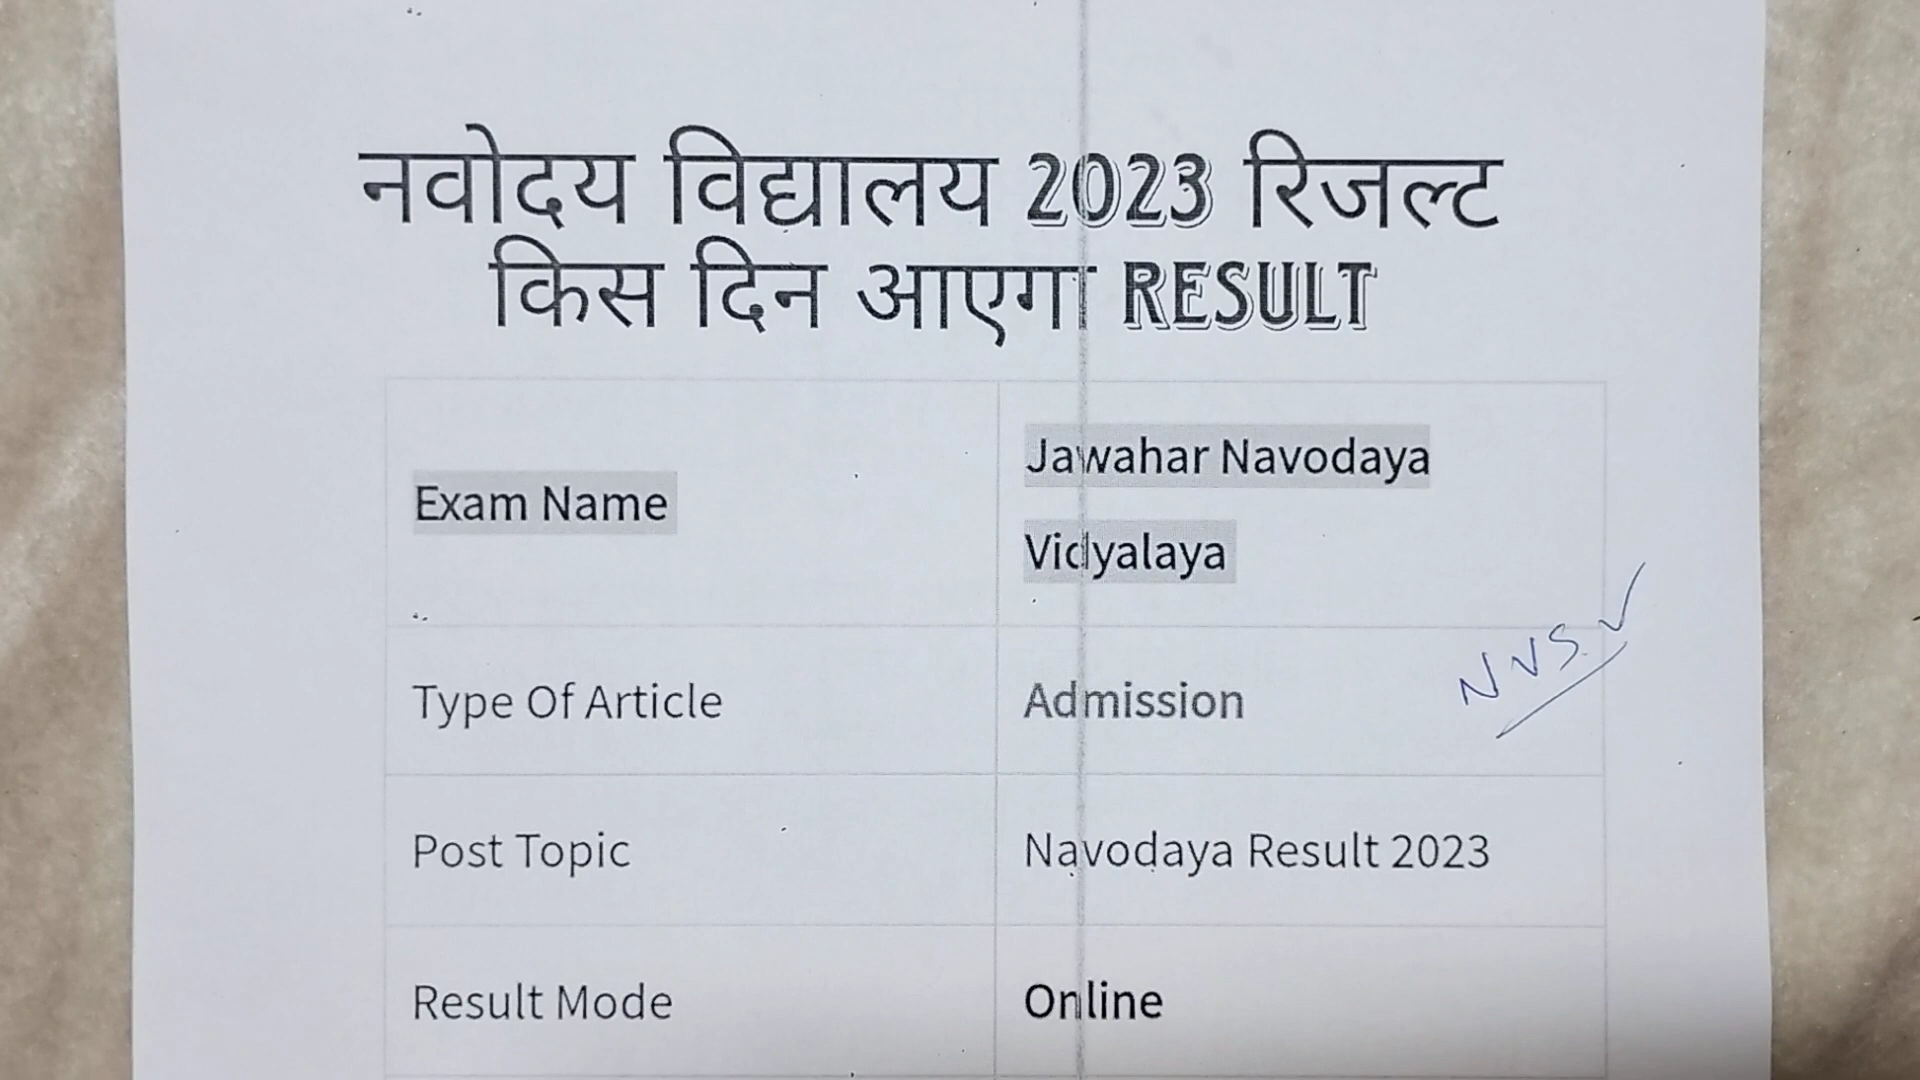 नवोदय विद्यालय 2023 रिजल्ट
किस दिन आएगा RESULT
Exam Name
Jawahar Navodaya
Vidyalaya
NVS.
Type Of Article
Admission
Post Topic
Navodaya Result 2023
Result Mode
Online